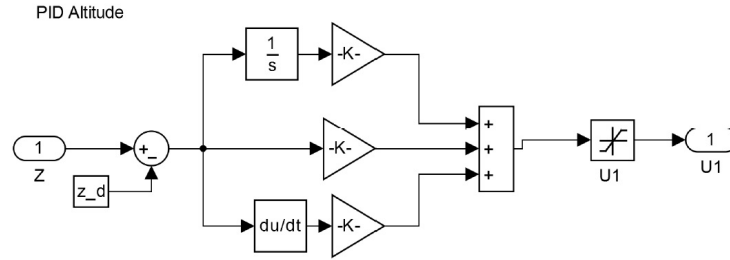 PID Altitude
1
s
-K-
+
1
Z
+
_
-K-
+
1
U1
U1
z_d
+
du/dt
-K-